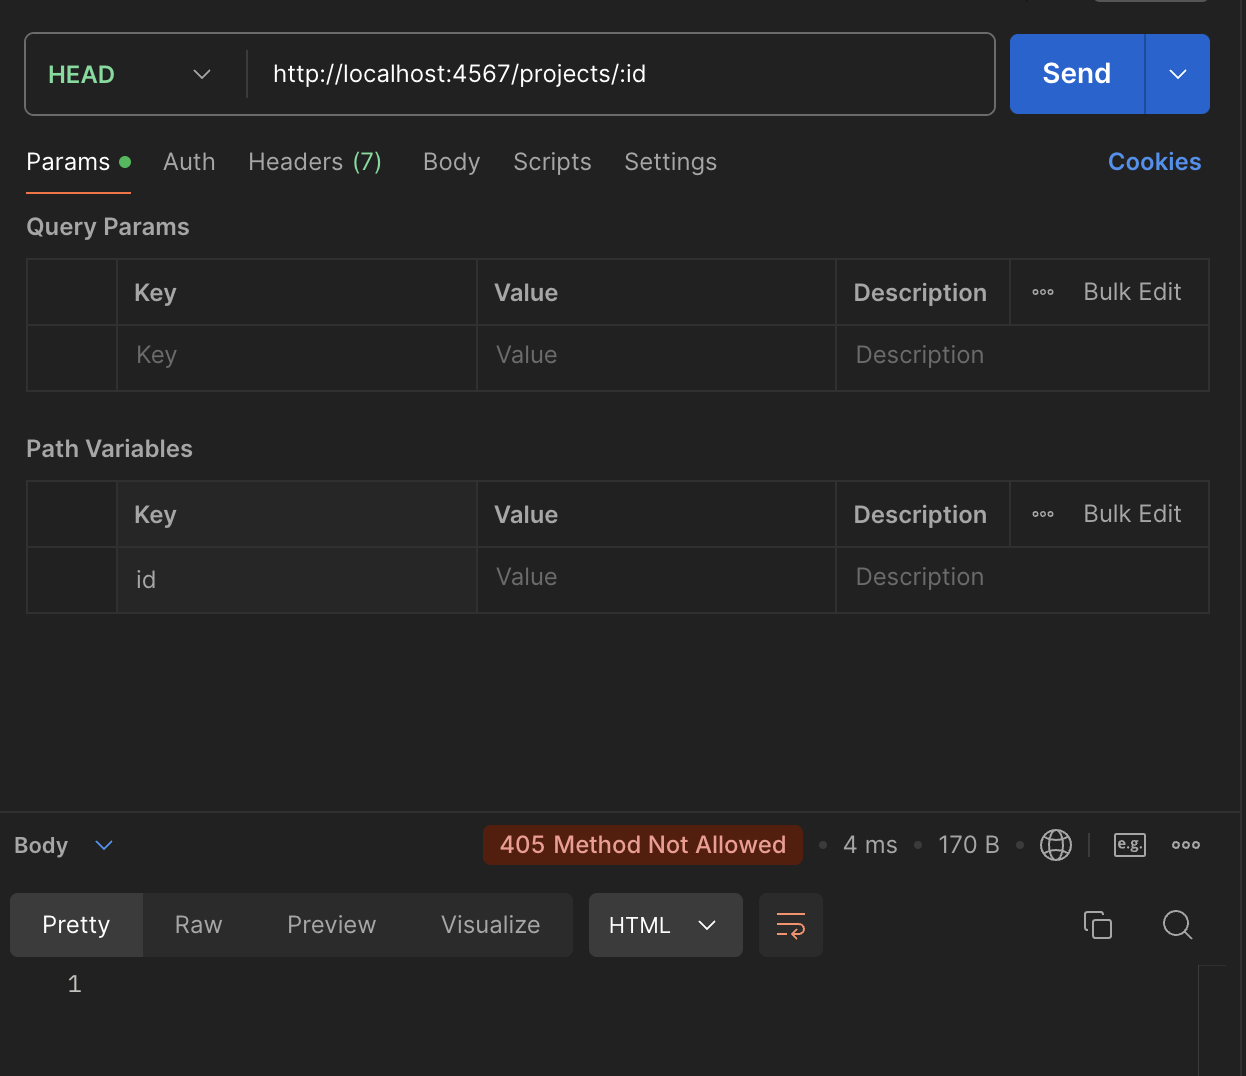 HEAD http://localhost:4567/projects/:id Send
Params Auth Headers (7) Body Scripts Settings Cookies
Query Params
Key Value Description Bulk Edit
Key Value Description
Path Variables
Key Value Description Bulk Edit
id Value Description
Body 405 Method Not Allowed 4 ms 170 B e.g.
Pretty Raw Preview Visualize HTML
1